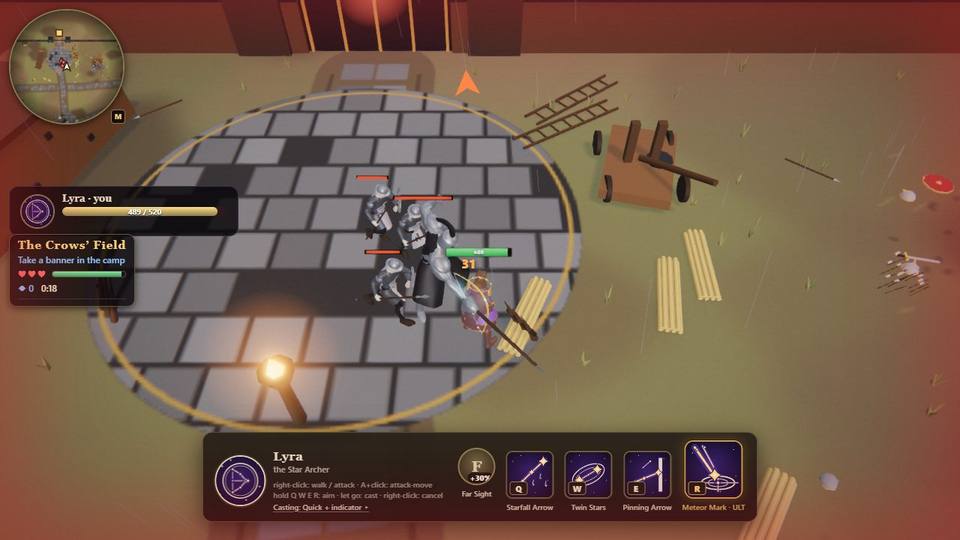 M
Lyra · you
489 / 520
The Crows' Field
Take a banner in the camp
0 0:18
31
Lyra
the Star Archer
right-click: walk / attack · A+click: attack-move
hold Q W E R: aim · let go: cast · right-click: cancel
Casting: Quick + indicator
F
+30%
Far Sight
Q
Starfall Arrow
W
Twin Stars
E
Pinning Arrow
R
Meteor Mark · ULT